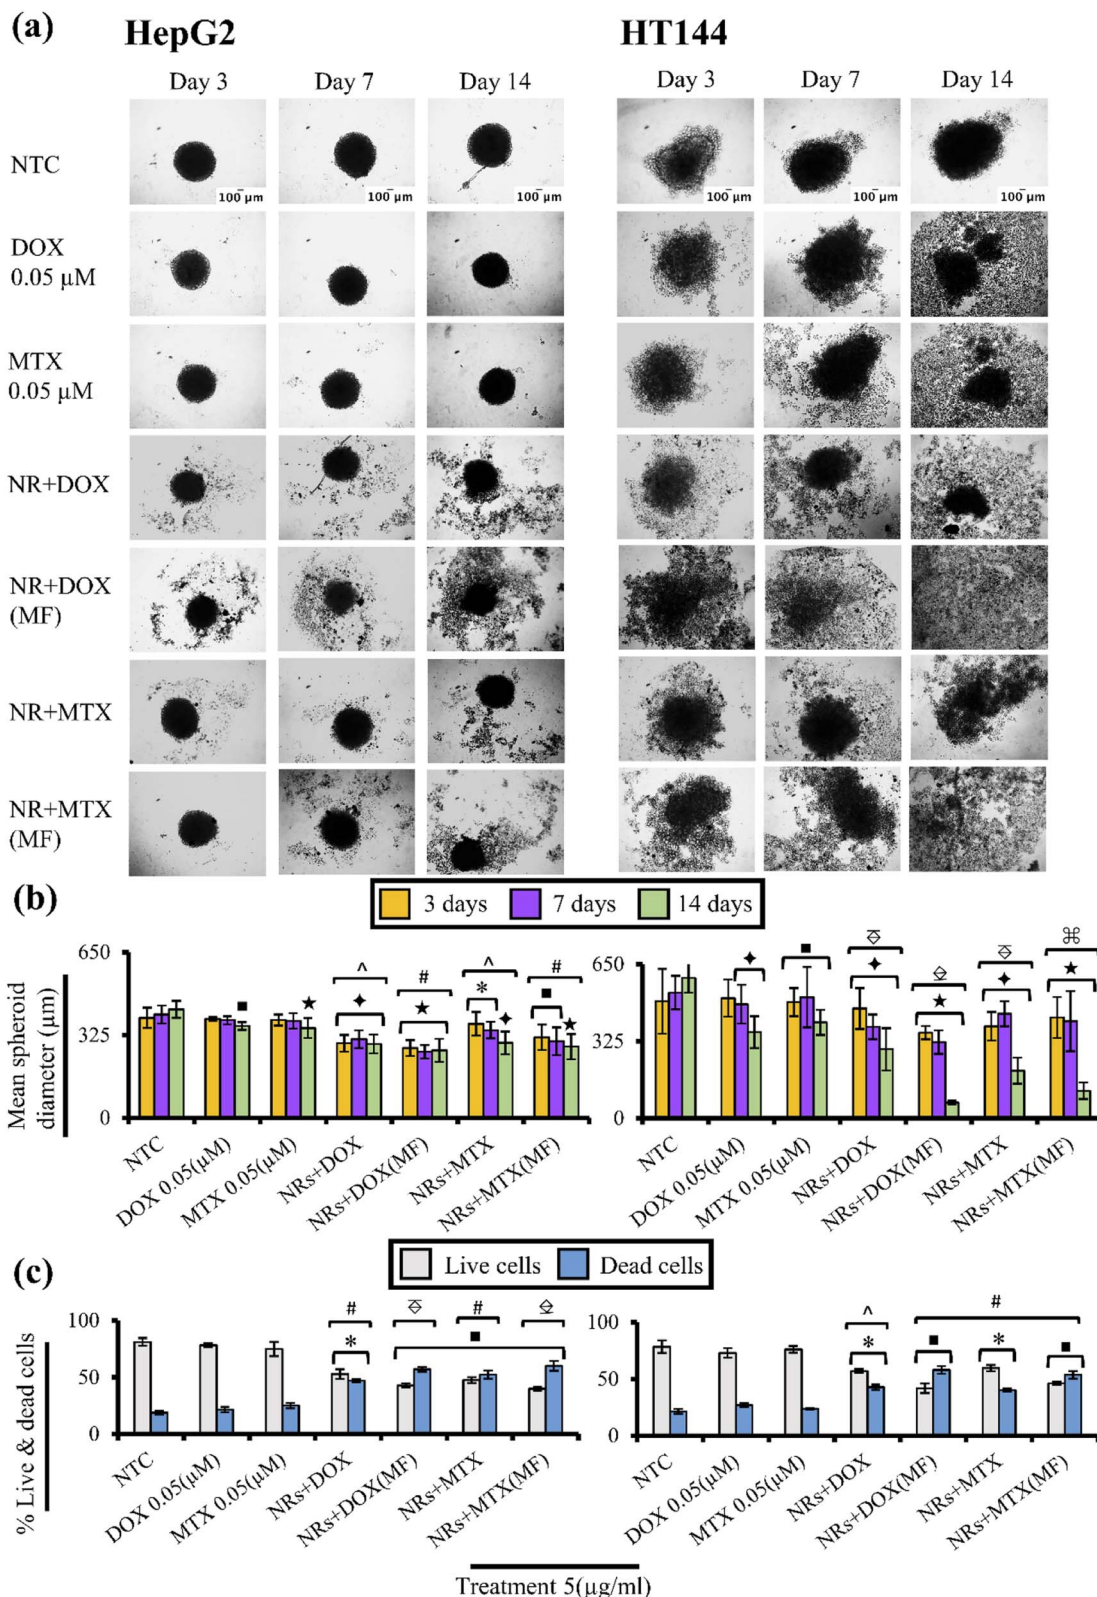 (a)
HepG2
HT144
Day 3
Day 7
Day 14
Day 3
Day 7
Day 14
NTC
100 µm
100 µm
100 µm
100 µm
100 µm
100 µm
DOX
0.05 µM
MTX
0.05 µM
NR+DOX
NR+DOX
(MF)
NR+MTX
NR+MTX
(MF)
(b)
3 days
7 days
14 days
Mean spheroid
diameter (µm)
650
325
0
^
#
^
#
*
NTC
DOX 0.05(µM)
MTX 0.05(µM)
NRs+DOX
NRs+DOX(MF)
NRs+MTX
NRs+MTX(MF)
650
325
0
⌘
NTC
DOX 0.05(µM)
MTX 0.05(µM)
NRs+DOX
NRs+DOX(MF)
NRs+MTX
NRs+MTX(MF)
(c)
Live cells
Dead cells
% Live & dead cells
100
50
0
#
#
*
NTC
DOX 0.05(µM)
MTX 0.05(µM)
NRs+DOX
NRs+DOX(MF)
NRs+MTX
NRs+MTX(MF)
100
50
0
^
#
*
*
NTC
DOX 0.05(µM)
MTX 0.05(µM)
NRs+DOX
NRs+DOX(MF)
NRs+MTX
NRs+MTX(MF)
Treatment 5(µg/ml)